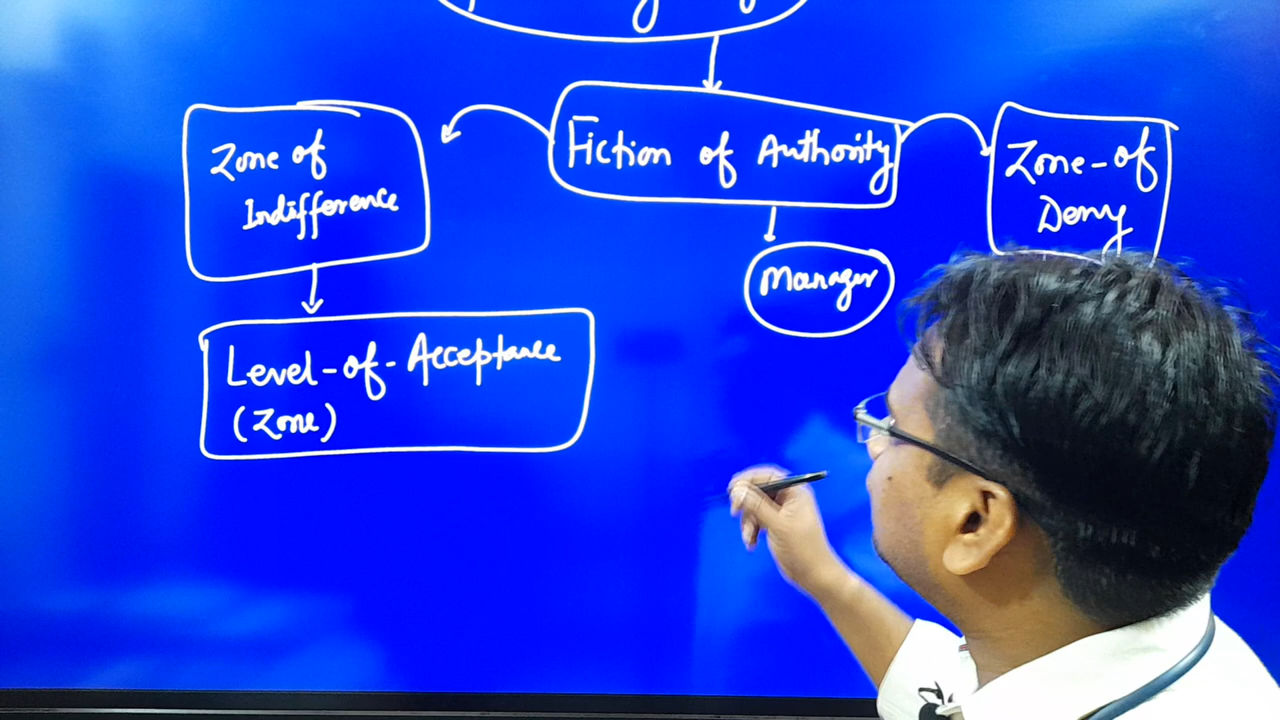 Fiction of Authority
Zone of
Indifference
Zone-of
Deny
Manager
Level-of-Acceptance
(Zone)